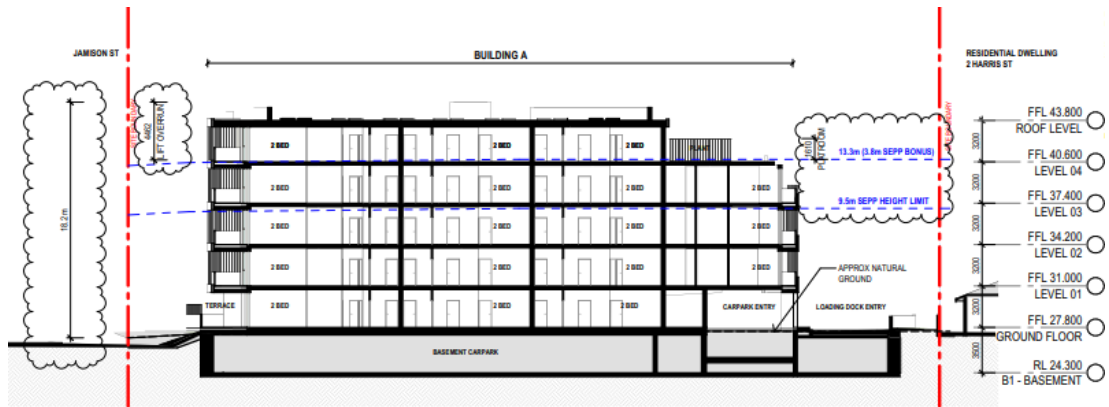 JAMISON ST
BUILDING A
RESIDENTIAL DWELLING
2 HARRIS ST
18.2m
4462
LIFT OVERRUN
1610
PLATROOM
13.3m (3.8m SEPP BONUS)
9.5m SEPP HEIGHT LIMIT
2 BED 2 BED 2 BED 2 BED
PLANT
2 BED 2 BED 2 BED 2 BED 2 BED
2 BED 2 BED 2 BED 2 BED 2 BED
2 BED 2 BED 2 BED 2 BED 2 BED
TERRACE 2 BED 2 BED 2 BED 2 BED
CARPARK ENTRY
LOADING DOCK ENTRY
APPROX NATURAL
GROUND
BASEMENT CARPARK
FFL 43.800
ROOF LEVEL
3200
FFL 40.600
LEVEL 04
3200
FFL 37.400
LEVEL 03
3200
FFL 34.200
LEVEL 02
3200
FFL 31.000
LEVEL 01
3200
FFL 27.800
GROUND FLOOR
3500
RL 24.300
B1 - BASEMENT